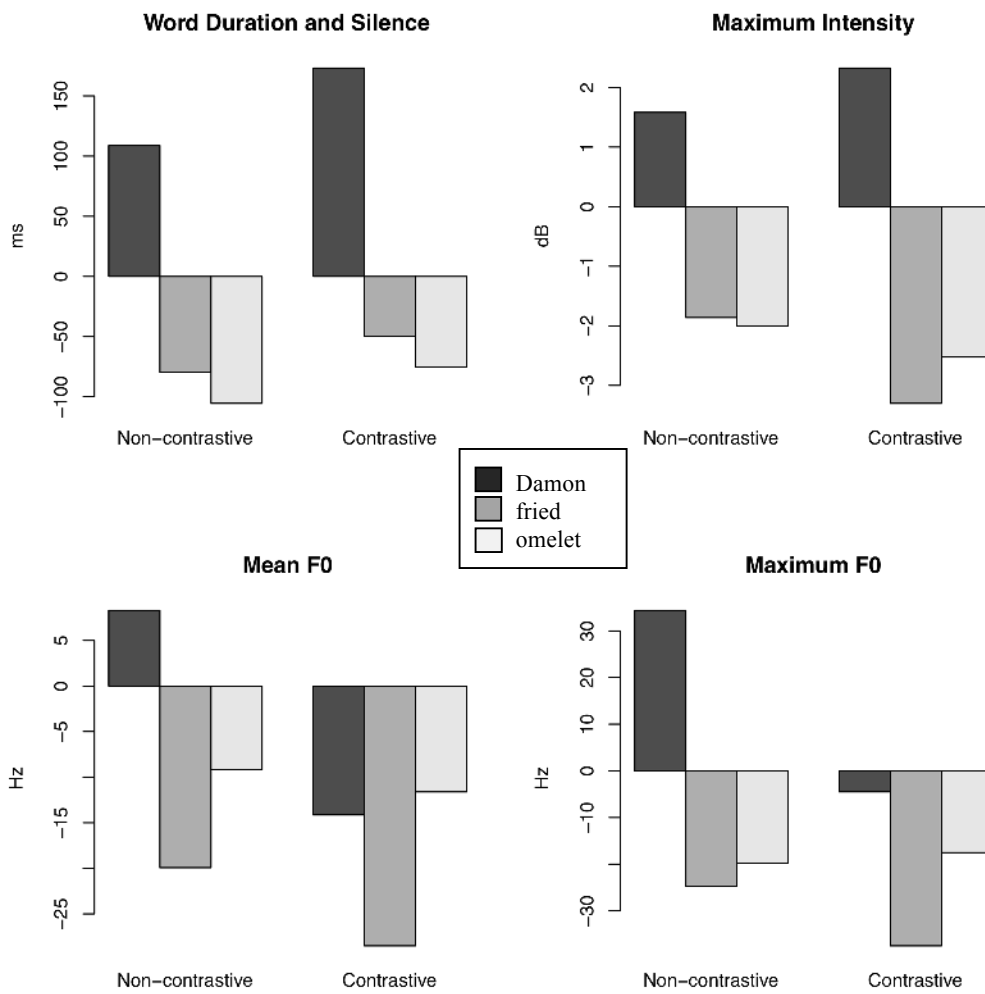 Word Duration and Silence
ms
150
100
50
0
−50
−100
Non−contrastive
Contrastive
Maximum Intensity
dB
2
1
0
−1
−2
−3
Non−contrastive
Contrastive
Damon
fried
omelet
Mean F0
Hz
5
0
−5
−15
−25
Non−contrastive
Contrastive
Maximum F0
Hz
30
20
10
0
−10
−30
Non−contrastive
Contrastive